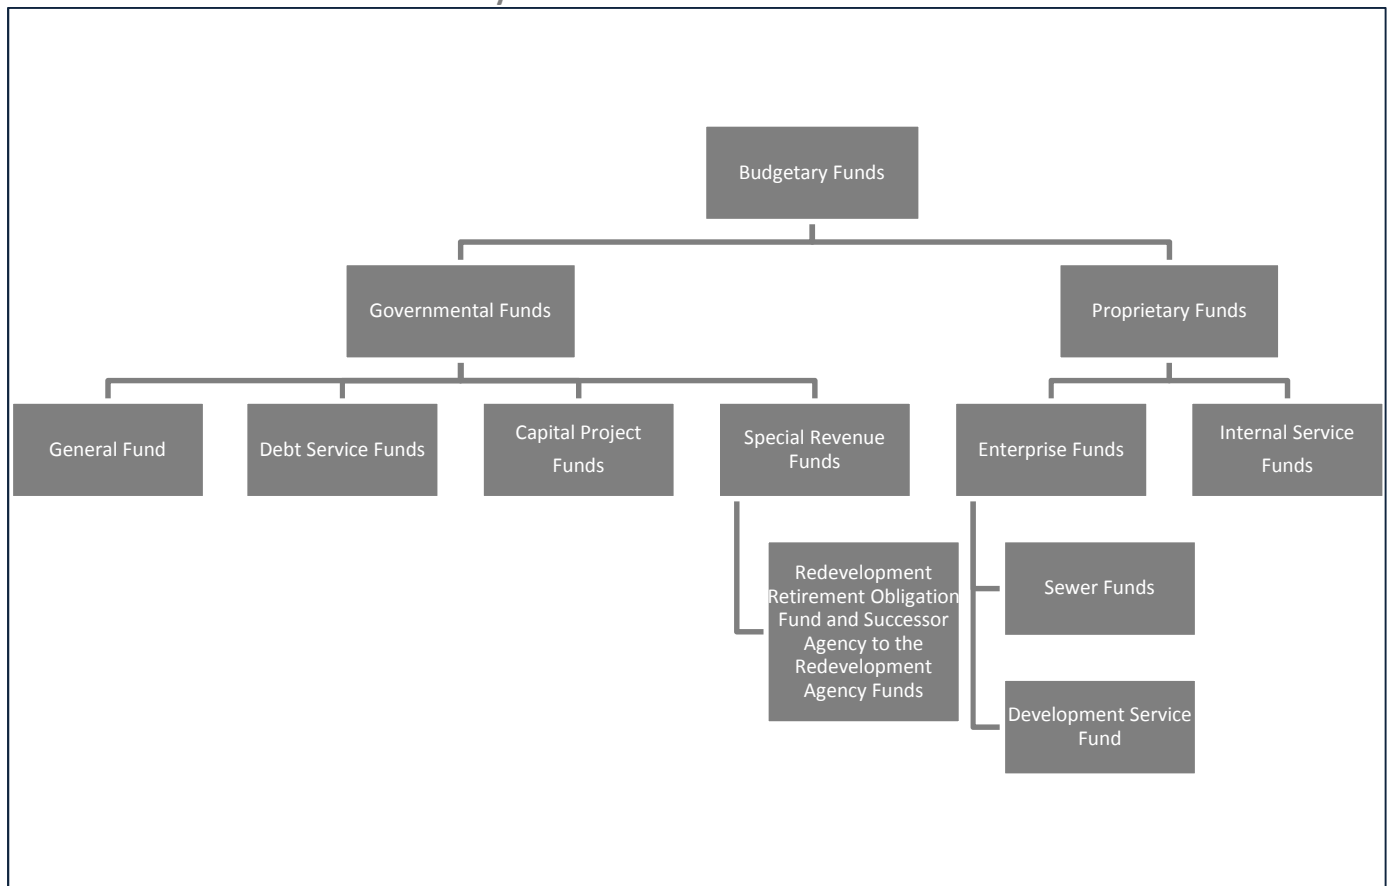 Budgetary Funds
Governmental Funds
Proprietary Funds
General Fund
Debt Service Funds
Capital Project
Funds
Special Revenue
Funds
Enterprise Funds
Internal Service
Funds
Redevelopment
Retirement Obligation
Fund and Successor
Agency to the
Redevelopment
Agency Funds
Sewer Funds
Development Service
Fund